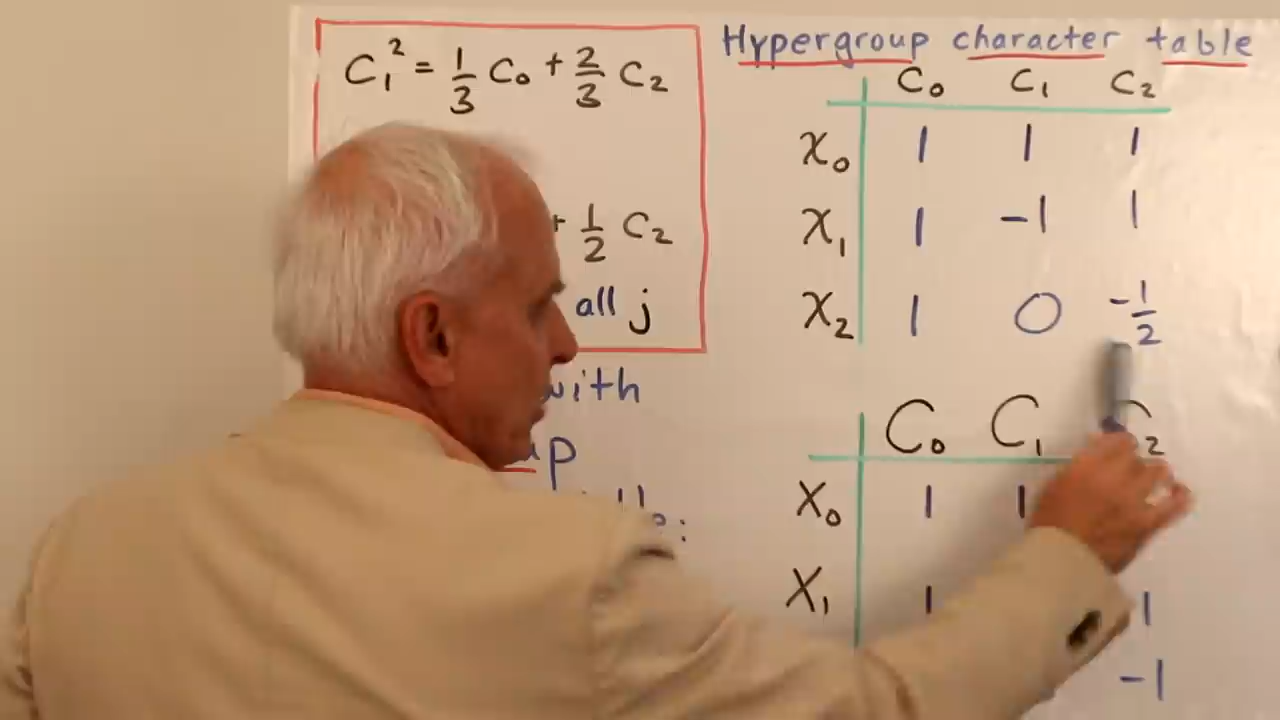 C₁² = 1/3 C₀ + 2/3 C₂
+ 1/2 C₂
all j
with
p
Hypergroup character table
C₀ C₁ C₂
χ₀ 1 1 1
χ₁ 1 -1 1
χ₂ 1 0 -1/2
C₀ C₁ C₂
X₀ 1 1
X₁ 1 1
-1